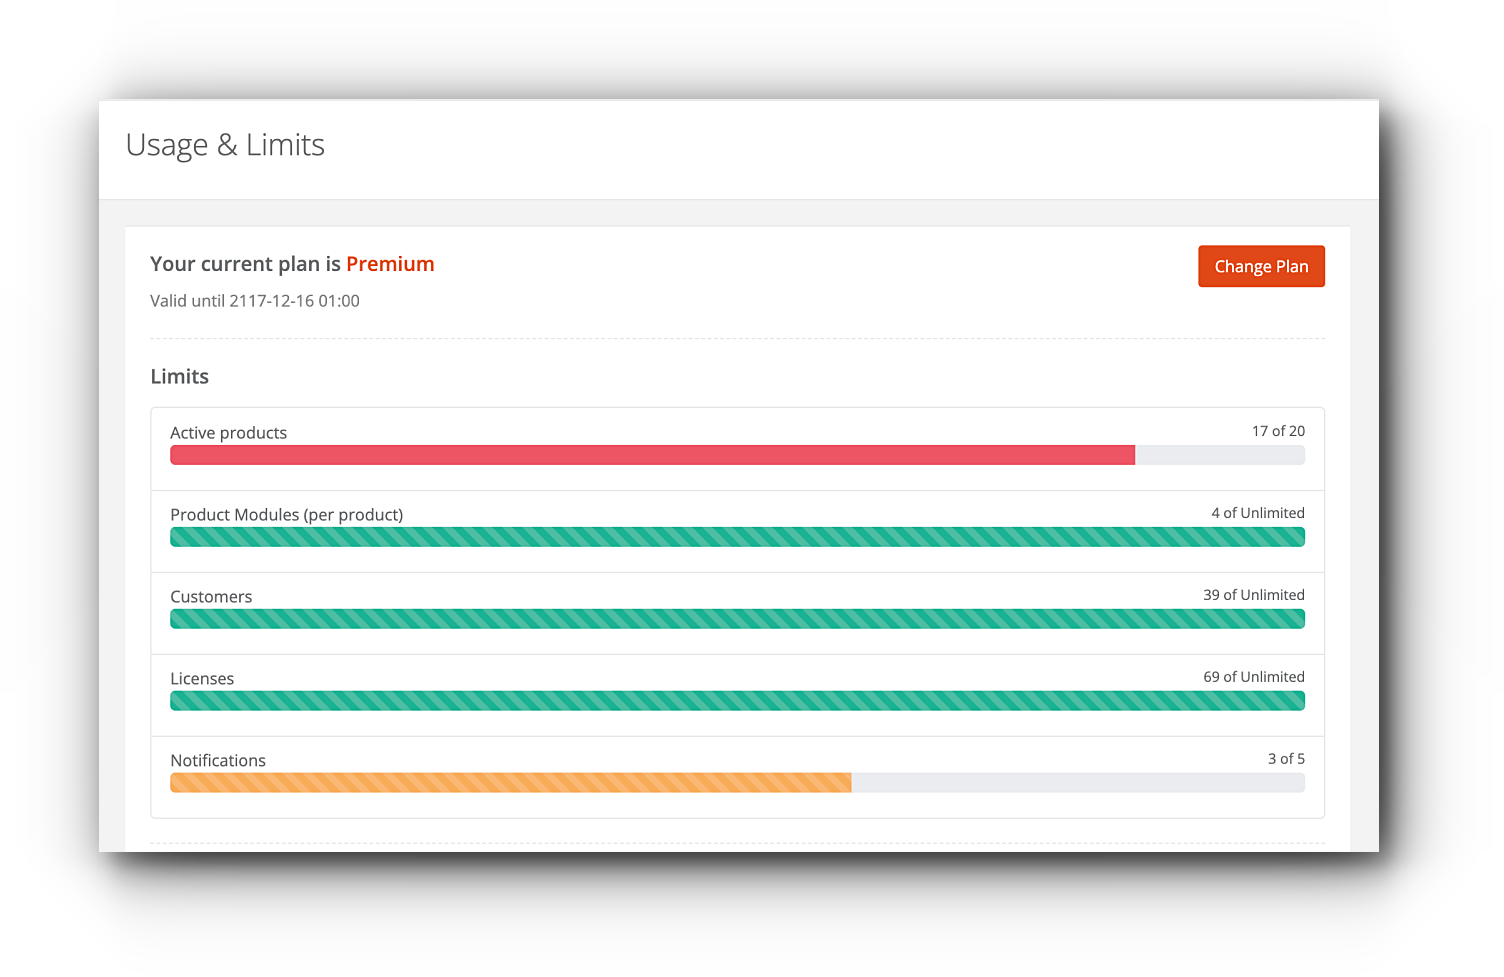 Usage & Limits
Your current plan is Premium
Change Plan
Valid until 2117-12-16 01:00
Limits
Active products
17 of 20
Product Modules (per product)
4 of Unlimited
Customers
39 of Unlimited
Licenses
69 of Unlimited
Notifications
3 of 5